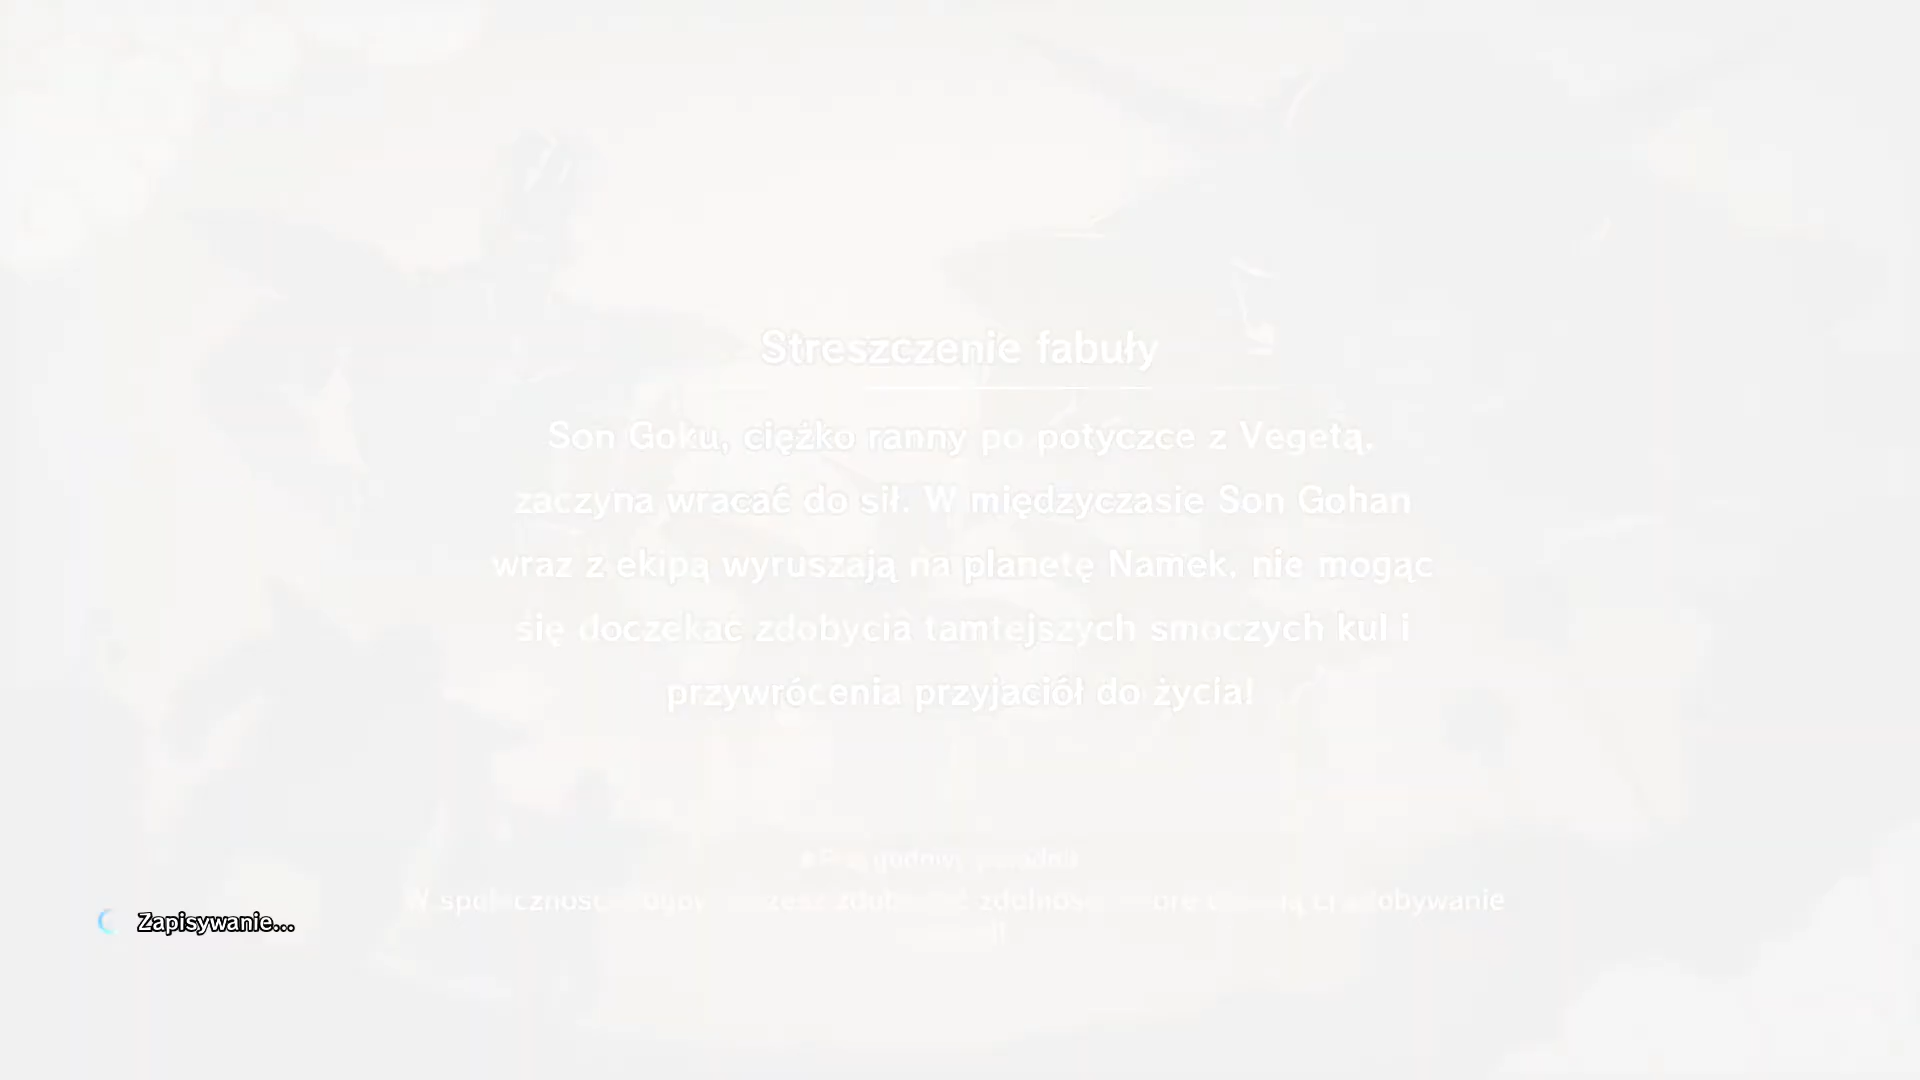 Streszczenie fabuły
Son Goku, ciężko ranny po potyczce z Vegetą,
zaczyna wracać do sił. W międzyczasie Son Gohan
wraz z ekipą wyruszają na planetę Namek, nie mogąc
się doczekać zdobycia tamtejszych smoczych kul i
przywrócenia przyjaciół do życia!
Zapisywanie...